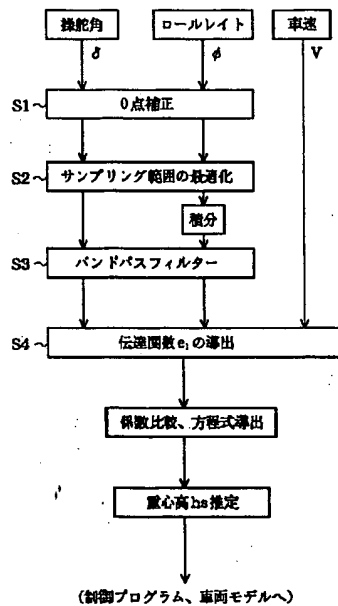 操舵角 ロールレイト 車速
δ φ V
S1~ 0点補正
S2~ サンプリング範囲の最適化
積分
S3~ バンドパスフィルター
S4~ 伝達関数eiの導出
係数比較、方程式導出
重心高hs推定
(制御プログラム、車両モデルへ)